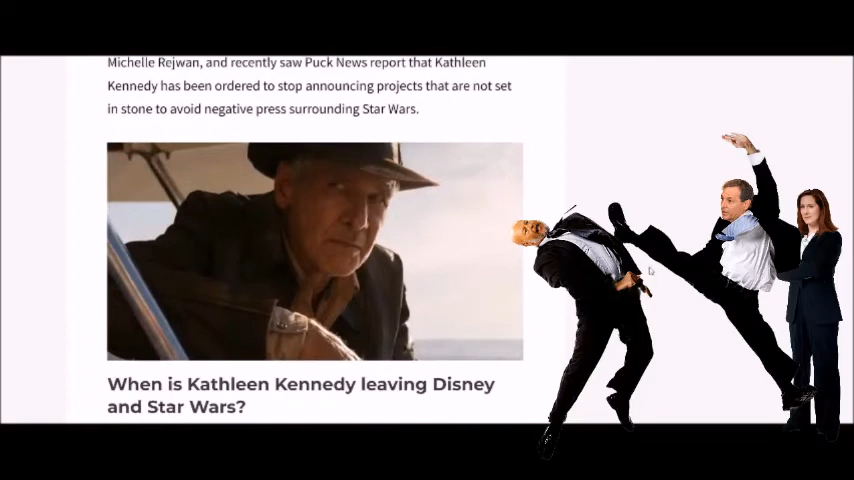 Michelle Rejwan, and recently saw Puck News report that Kathleen
Kennedy has been ordered to stop announcing projects that are not set
in stone to avoid negative press surrounding Star Wars.
When is Kathleen Kennedy leaving Disney
and Star Wars?